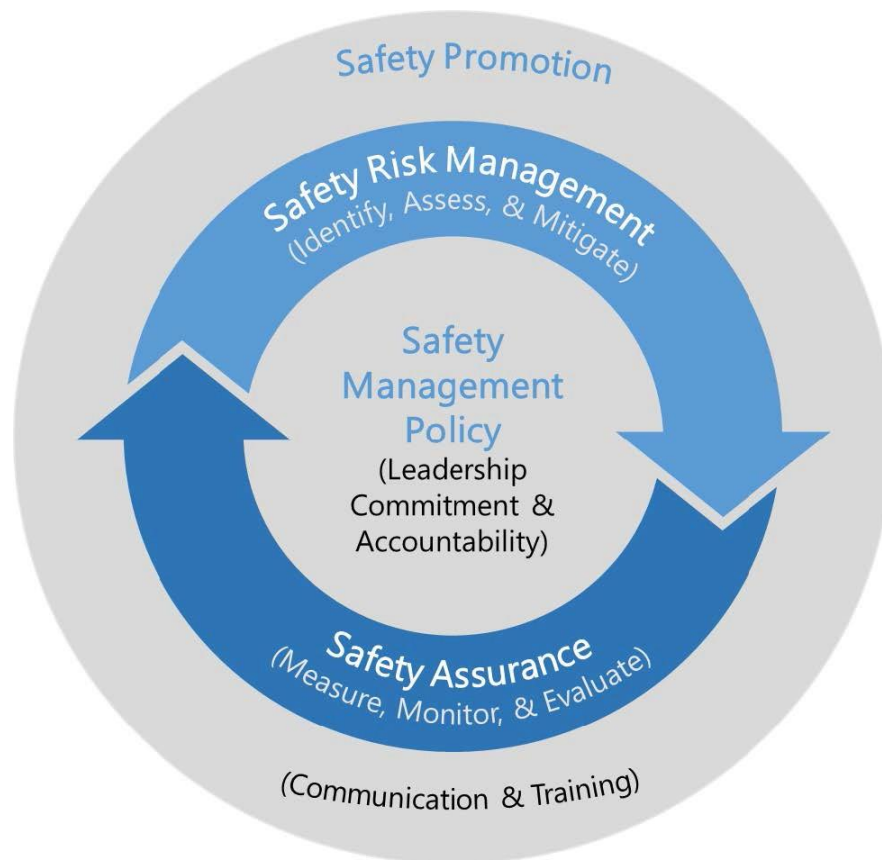 Safety Promotion
Safety Risk Management
(Identify, Assess, & Mitigate)
Safety
Management
Policy
(Leadership
Commitment &
Accountability)
Safety Assurance
(Measure, Monitor, & Evaluate)
(Communication & Training)